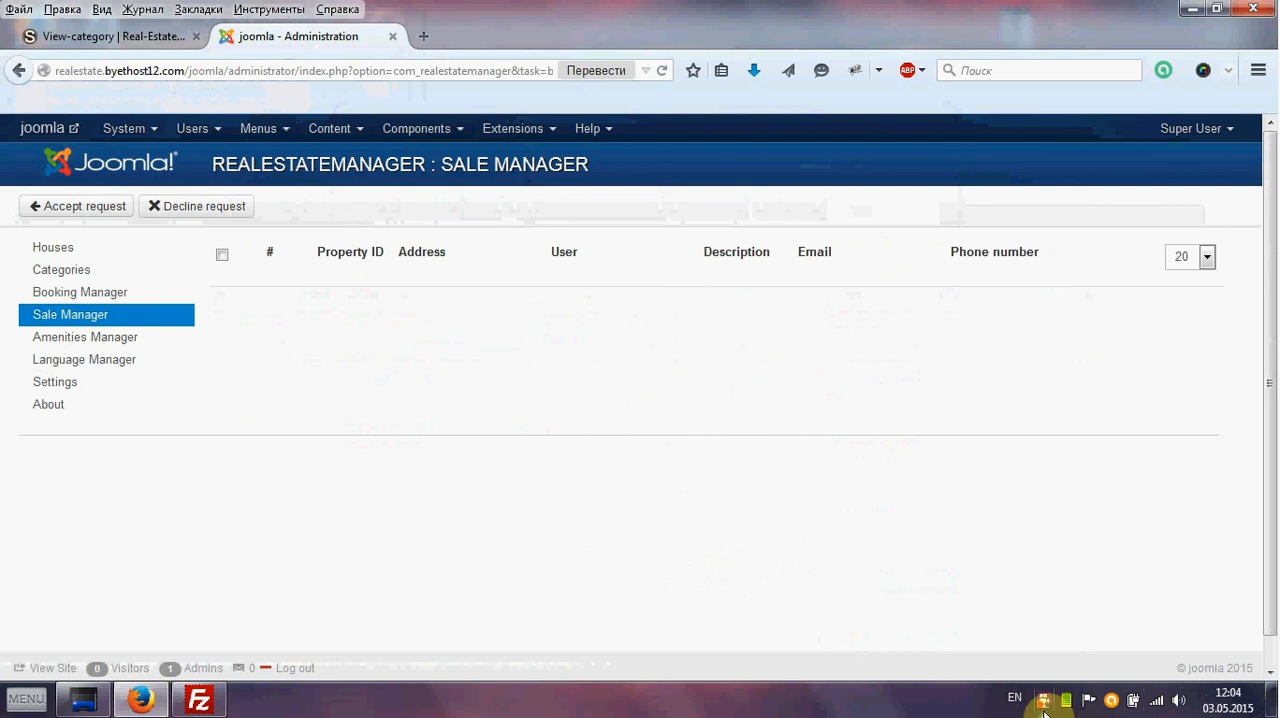 Файл Правка Вид Журнал Закладки Инструменты Справка
View-category | Real-Estate...
joomla - Administration
realestate.byethost12.com/joomla/administrator/index.php?option=com_realestatemanager&task=b
Перевести
ABP
Поиск
joomla System Users Menus Content Components Extensions Help Super User
Joomla! REALESTATEMANAGER : SALE MANAGER
Accept request Decline request
Houses
Categories
Booking Manager
Sale Manager
Amenities Manager
Language Manager
Settings
About
# Property ID Address User Description Email Phone number 20
View Site 0 Visitors 1 Admins 0 Log out © joomla 2015
MENU
EN
12:04
03.05.2015